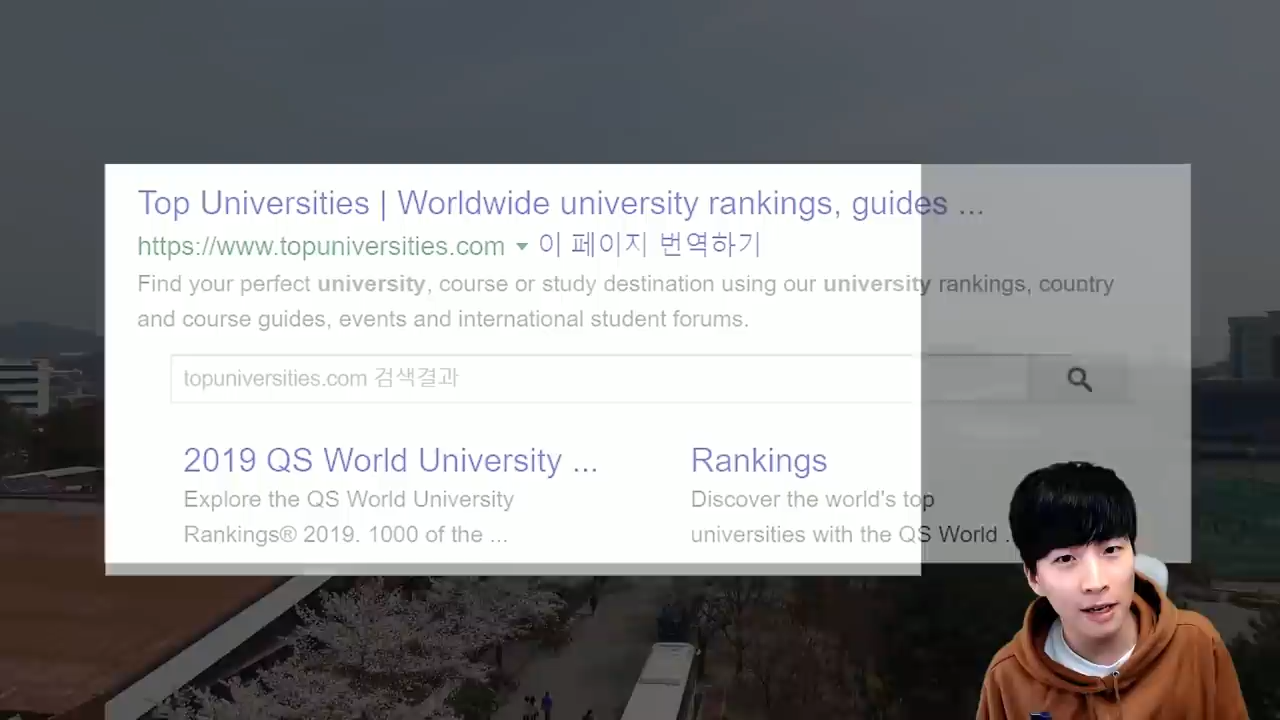 Top Universities | Worldwide university rankings, guides ...
https://www.topuniversities.com 이 페이지 번역하기
Find your perfect university, course or study destination using our university rankings, country
and course guides, events and international student forums.
topuniversities.com 검색결과
2019 QS World University ...
Explore the QS World University
Rankings® 2019. 1000 of the ...
Rankings
Discover the world's top
universities with the QS World .